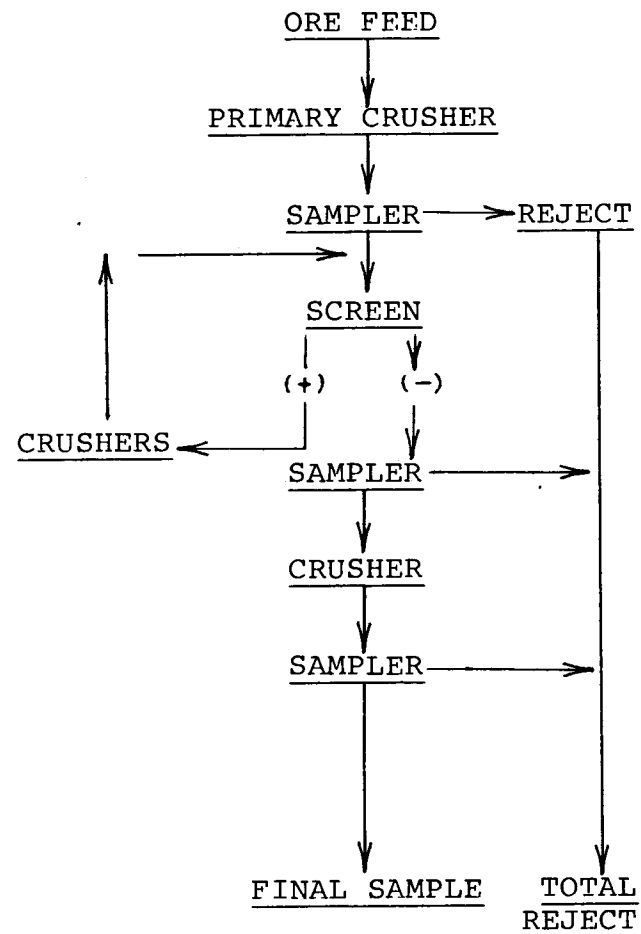 ORE FEED
PRIMARY CRUSHER
SAMPLER
REJECT
SCREEN
(+)
(-)
CRUSHERS
SAMPLER
CRUSHER
SAMPLER
FINAL SAMPLE
TOTAL
REJECT